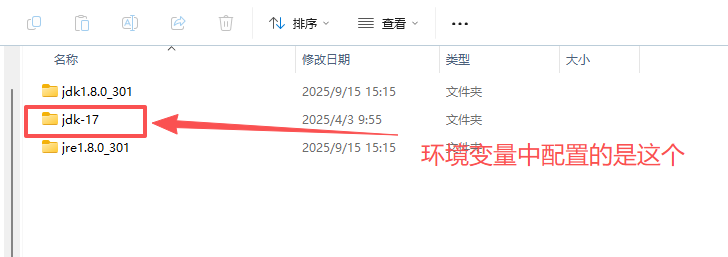 排序 查看
名称 修改日期 类型 大小
jdk1.8.0_301 2025/9/15 15:15 文件夹
jdk-17 2025/4/3 9:55 文件夹
jre1.8.0_301 2025/9/15 15:15 文件夹
环境变量中配置的是这个